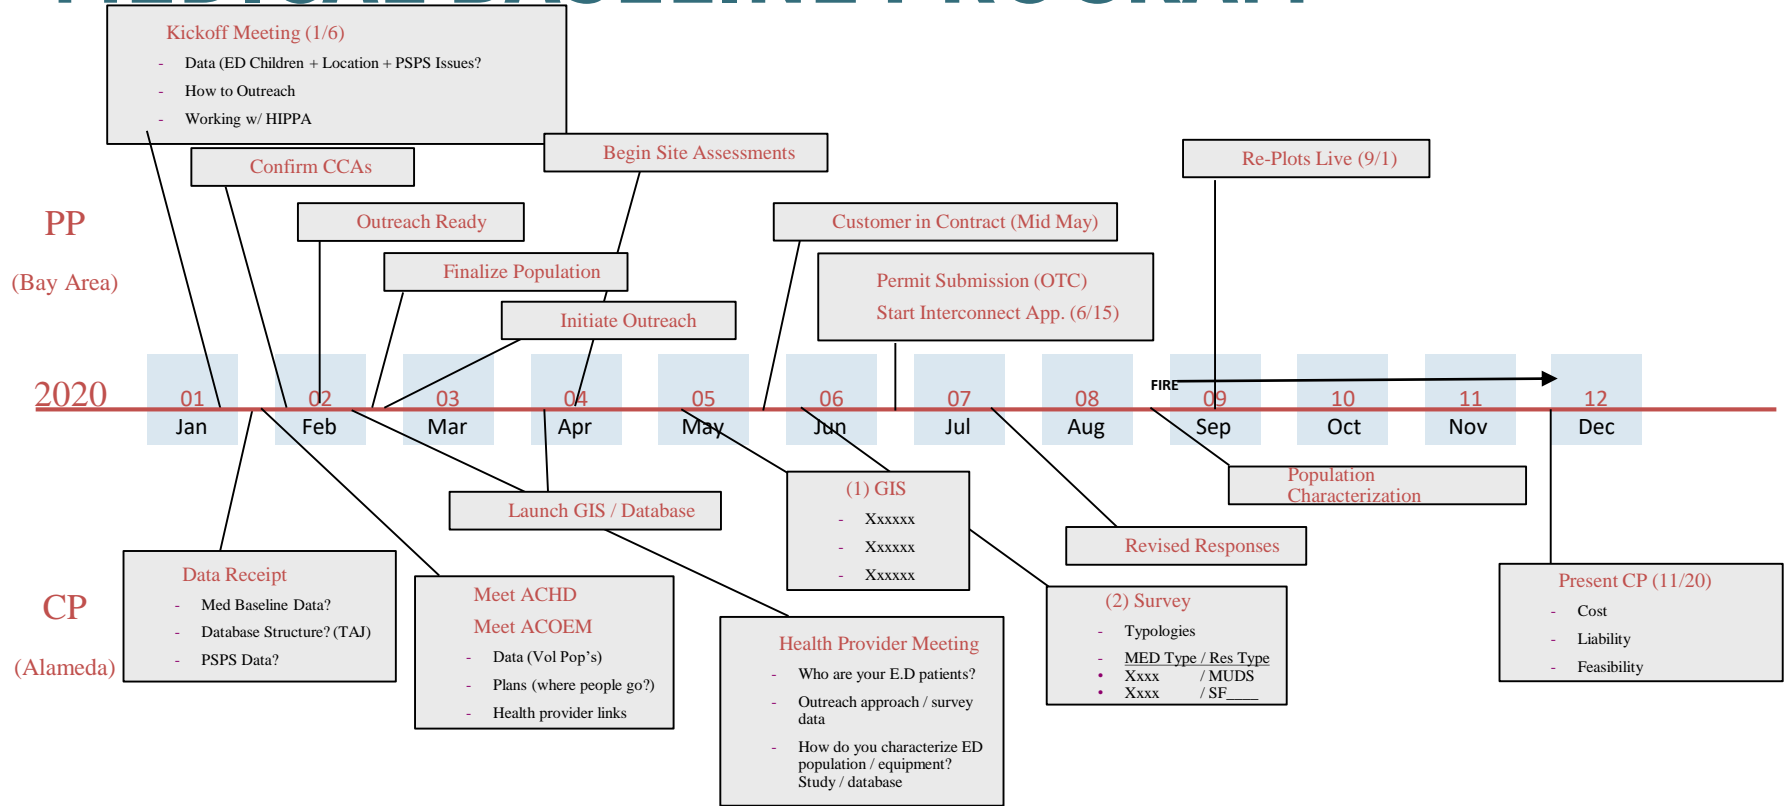 MEDICAL BASELINE PROGRAM
Kickoff Meeting (1/6)
- Data (ED Children + Location + PSPS Issues?
- How to Outreach
- Working w/ HIPPA
Confirm CCAs
Begin Site Assessments
Re-Plots Live (9/1)
PP
(Bay Area)
Outreach Ready
Customer in Contract (Mid May)
Finalize Population
Permit Submission (OTC)
Start Interconnect App. (6/15)
Initiate Outreach
FIRE
2020
01
02
03
04
05
06
07
08
09
10
11
12
Jan
Feb
Mar
Apr
May
Jun
Jul
Aug
Sep
Oct
Nov
Dec
Population
Characterization
(1) GIS
- Xxxxxx
- Xxxxxx
- Xxxxxx
Launch GIS / Database
Revised Responses
CP
(Alameda)
Data Receipt
- Med Baseline Data?
- Database Structure? (TAJ)
- PSPS Data?
Meet ACHD
Meet ACOEM
- Data (Vol Pop’s)
- Plans (where people go?)
- Health provider links
Health Provider Meeting
- Who are your E.D patients?
- Outreach approach / survey
data
- How do you characterize ED
population / equipment?
Study / database
(2) Survey
- Typologies
- MED Type / Res Type
• Xxxx / MUDS
• Xxxx / SF____
Present CP (11/20)
- Cost
- Liability
- Feasibility